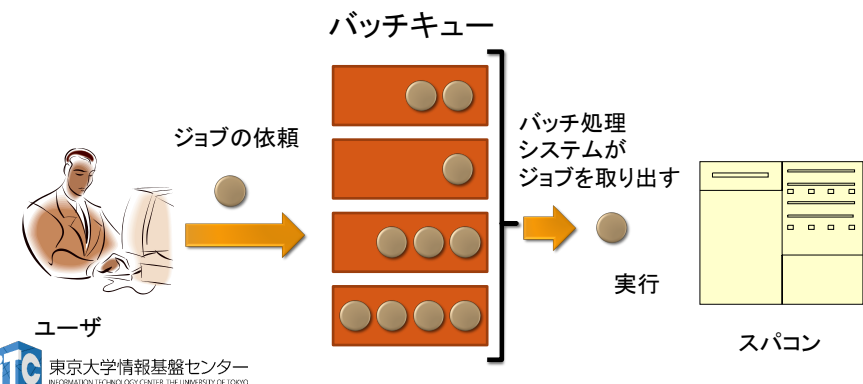 バッチキュー
ジョブの依頼
バッチ処理
システムが
ジョブを取り出す
実行
ユーザ
スパコン
ITC
東京大学情報基盤センター
INFORMATION TECHNOLOGY CENTER, THE UNIVERSITY OF TOKYO